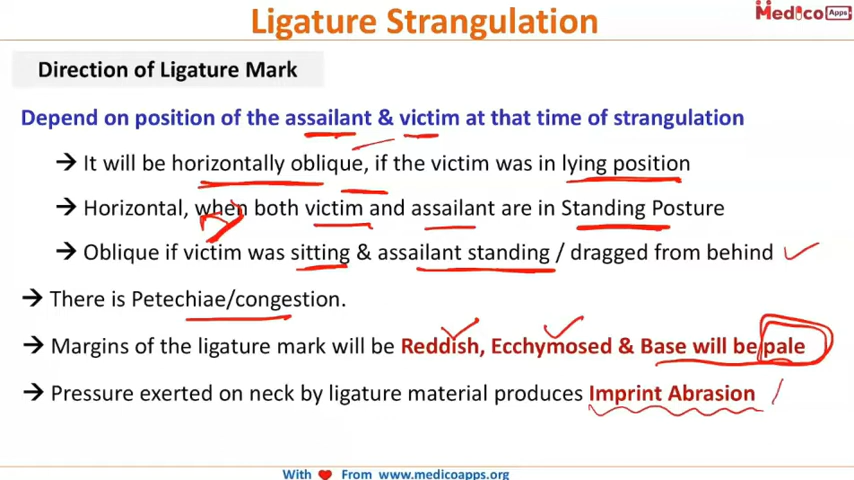 Ligature Strangulation
Medico Apps
Direction of Ligature Mark
Depend on position of the assailant & victim at that time of strangulation
→ It will be horizontally oblique, if the victim was in lying position
→ Horizontal, when both victim and assailant are in Standing Posture
→ Oblique if victim was sitting & assailant standing / dragged from behind
→ There is Petechiae/congestion.
→ Margins of the ligature mark will be Reddish, Ecchymosed & Base will be pale
→ Pressure exerted on neck by ligature material produces Imprint Abrasion
With ❤ From www.medicoapps.org